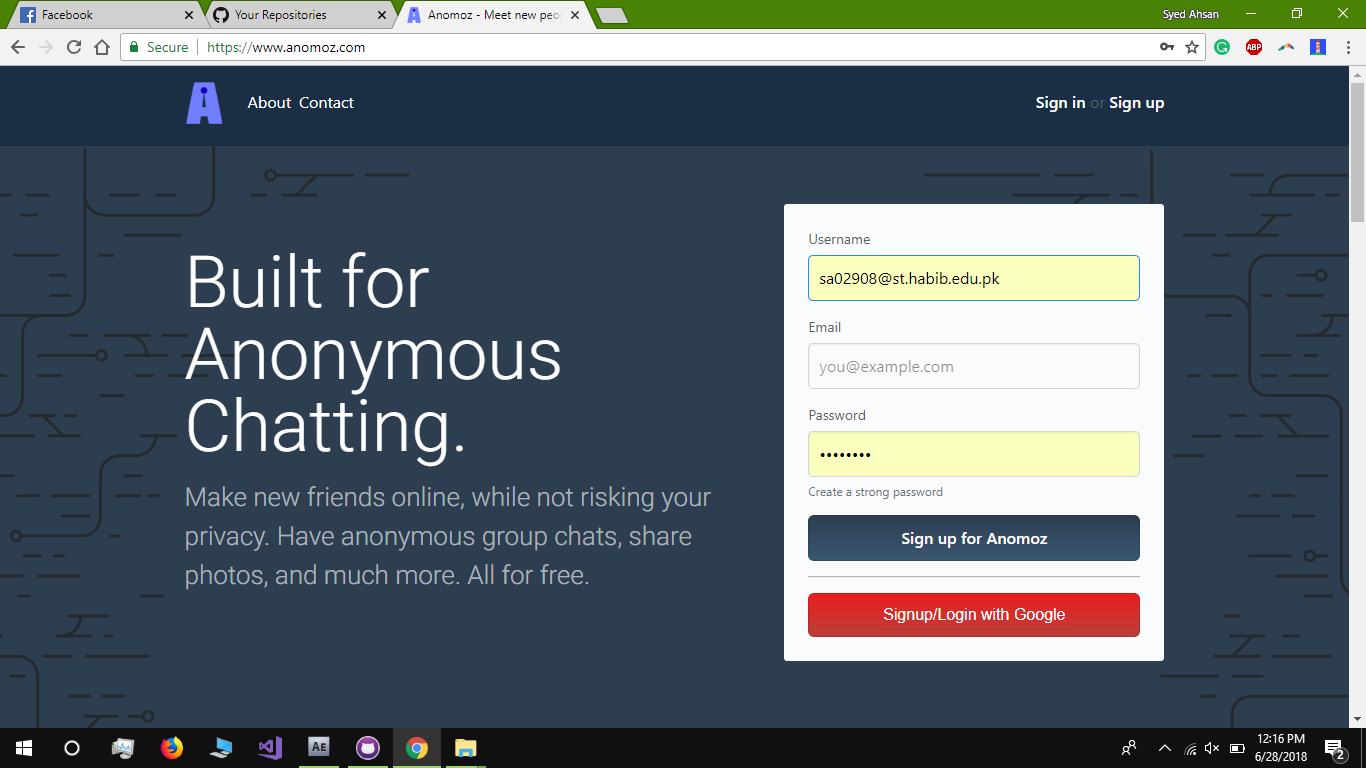 Facebook
Your Repositories
Anomoz - Meet new peo
Syed Ahsan
Secure
https://www.anomoz.com
ABP
About Contact
Sign in or Sign up
Built for
Anonymous
Chatting.
Make new friends online, while not risking your
privacy. Have anonymous group chats, share
photos, and much more. All for free.
Username
sa02908@st.habib.edu.pk
Email
you@example.com
Password
••••••••
Create a strong password
Sign up for Anomoz
Signup/Login with Google
AE
12:16 PM
6/28/2018
2